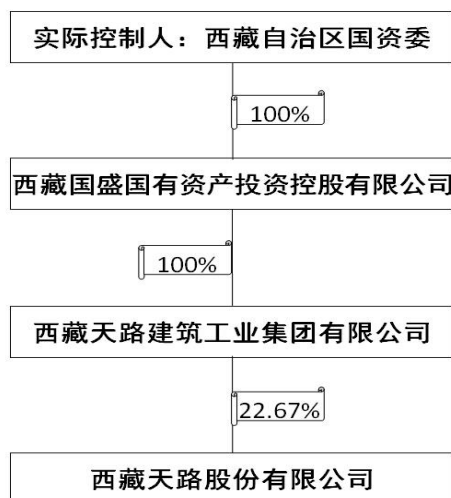 实际控制人：西藏自治区国资委
100%
西藏国盛国有资产投资控股有限公司
100%
西藏天路建筑工业集团有限公司
22.67%
西藏天路股份有限公司